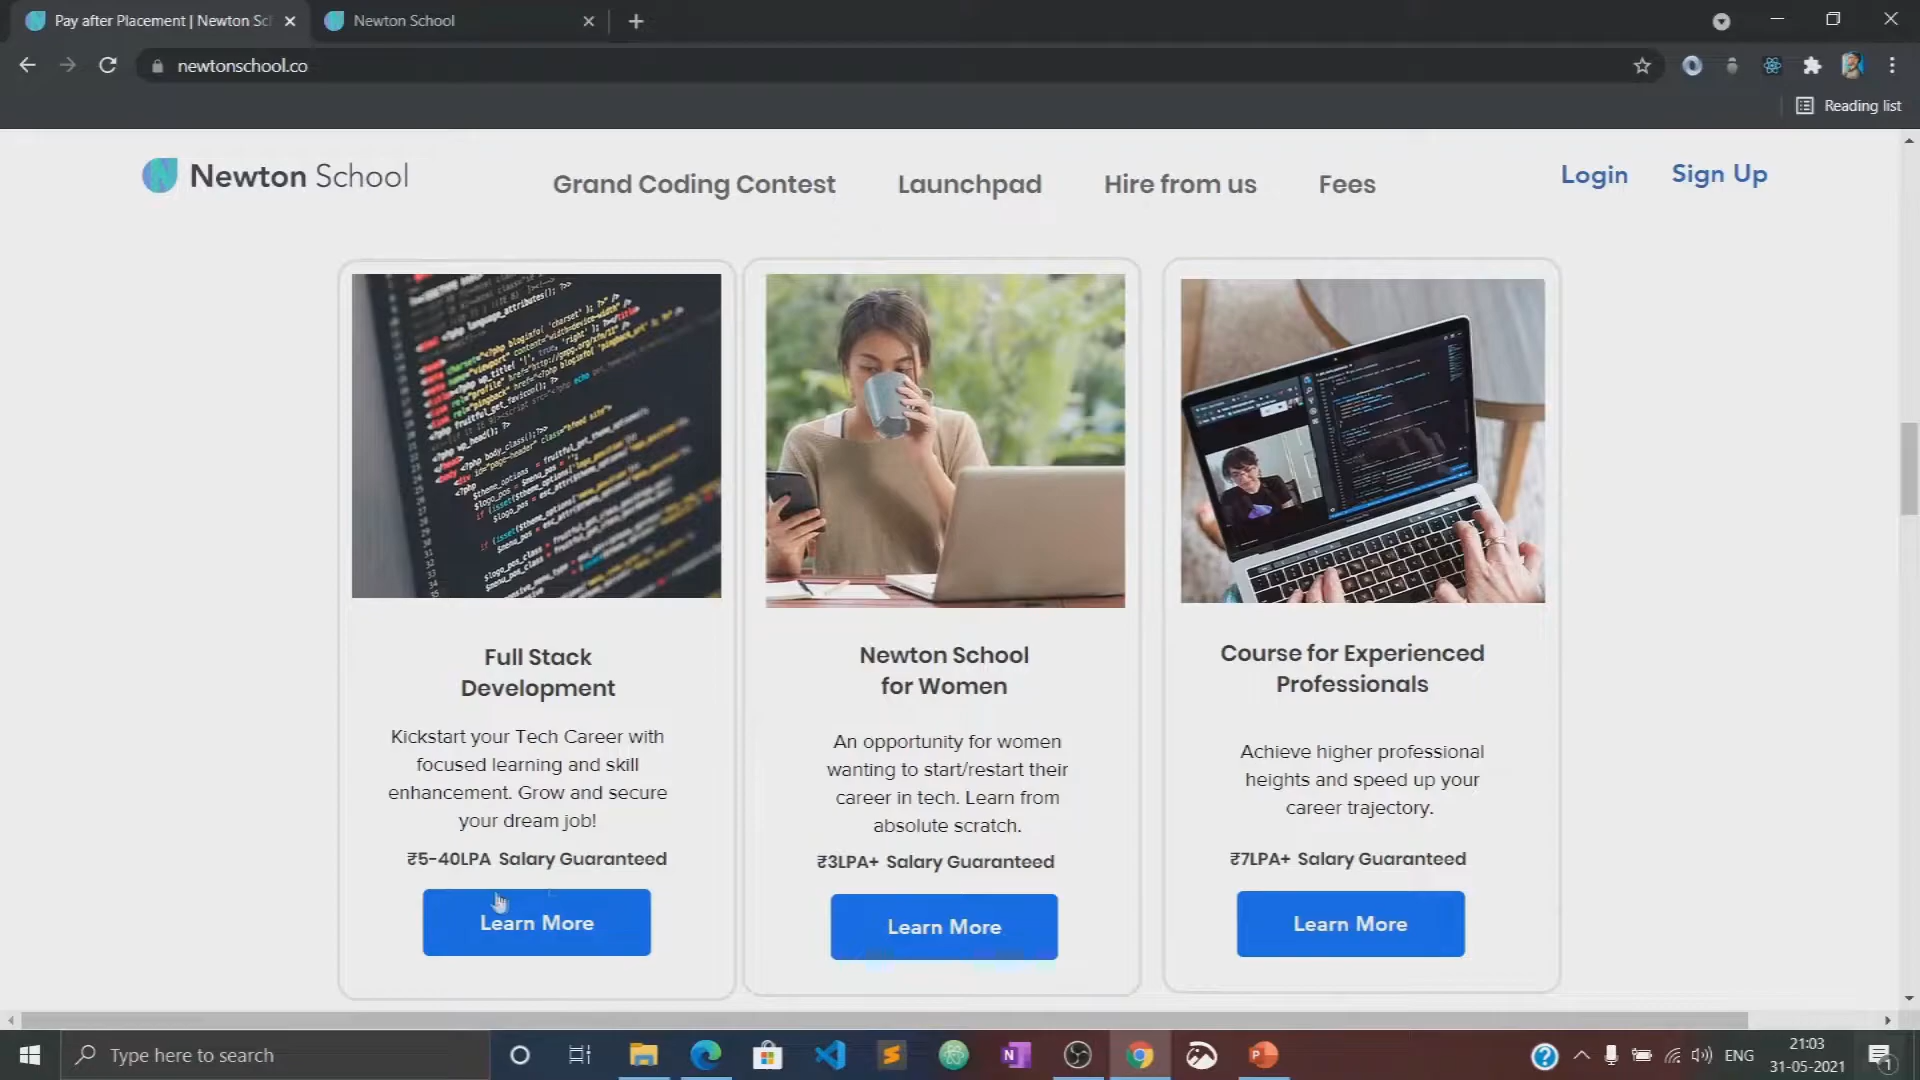 Pay after Placement | Newton Sc
Newton School
newtonschool.co
Reading list
Newton School
Grand Coding Contest
Launchpad
Hire from us
Fees
Login
Sign Up
Full Stack
Development
Kickstart your Tech Career with
focused learning and skill
enhancement. Grow and secure
your dream job!
₹5-40LPA Salary Guaranteed
Learn More
Newton School
for Women
An opportunity for women
wanting to start/restart their
career in tech. Learn from
absolute scratch.
₹3LPA+ Salary Guaranteed
Learn More
Course for Experienced
Professionals
Achieve higher professional
heights and speed up your
career trajectory.
₹7LPA+ Salary Guaranteed
Learn More
Type here to search
ENG
21:03
31-05-2021
1